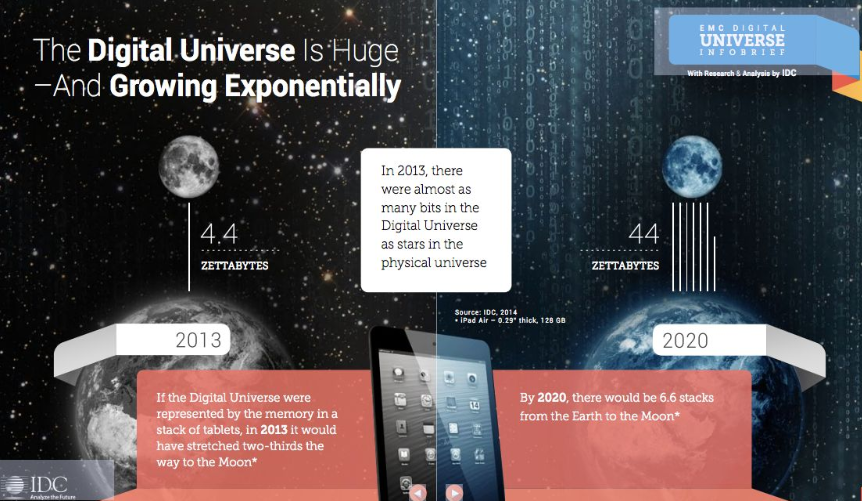 The Digital Universe Is Huge
–And Growing Exponentially
EMC DIGITAL
UNIVERSE
INFOBRIEF
With Research & Analysis by IDC
In 2013, there
were almost as
many bits in the
Digital Universe
as stars in the
physical universe
4.4
ZETTABYTES
44
ZETTABYTES
Source: IDC, 2014
• iPad Air – 0.29" thick, 128 GB
2013
2020
If the Digital Universe were
represented by the memory in a
stack of tablets, in 2013 it would
have stretched two-thirds the
way to the Moon*
By 2020, there would be 6.6 stacks
from the Earth to the Moon*
IDC
Analyze the Future